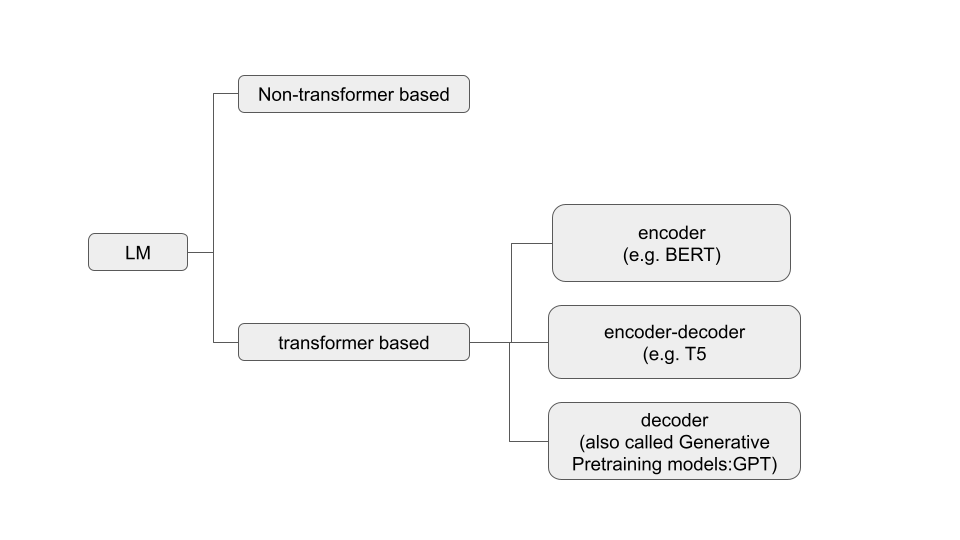 Non-transformer based
LM
encoder
(e.g. BERT)
transformer based
encoder-decoder
(e.g. T5
decoder
(also called Generative
Pretraining models:GPT)